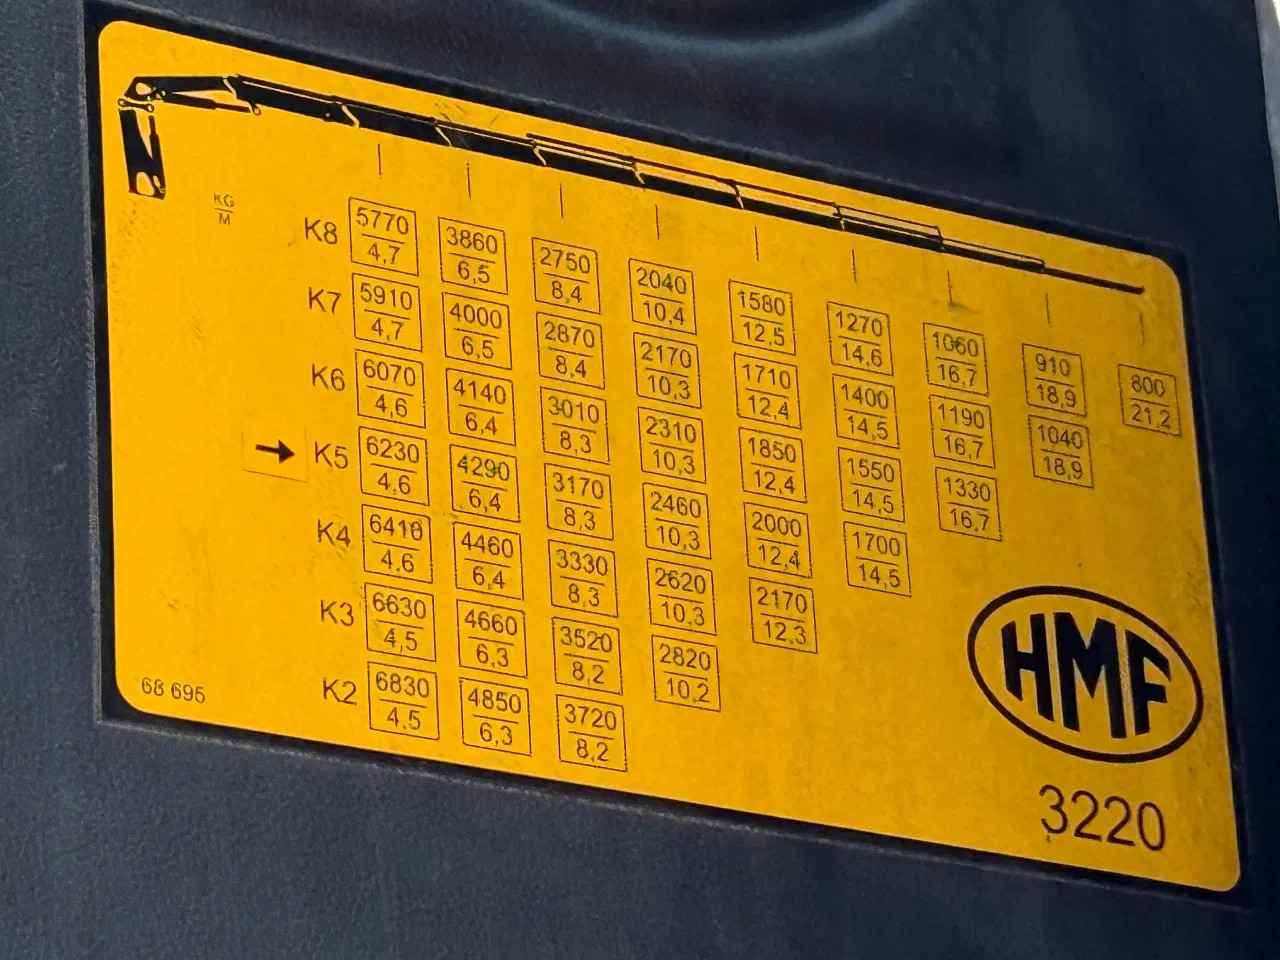 KG
M
K8 5770 3860 2750 2040 1580 1270 1060 910 800
4,7 6,5 8,4 10,4 12,5 14,6 16,7 18,9 21,2
K7 5910 4000 2870 2170 1710 1400 1190 1040
4,7 6,5 8,4 10,3 12,4 14,5 16,7 18,9
K6 6070 4140 3010 2310 1850 1550 1330
4,6 6,4 8,3 10,3 12,4 14,5 16,7
→ K5 6230 4290 3170 2460 2000 1700
4,6 6,4 8,3 10,3 12,4 14,5
K4 6410 4460 3330 2620 2170
4,6 6,4 8,3 10,3 12,3
K3 6630 4660 3520 2820
4,5 6,3 8,2 10,2
K2 6830 4850 3720
4,5 6,3 8,2
68 695
HMF
3220